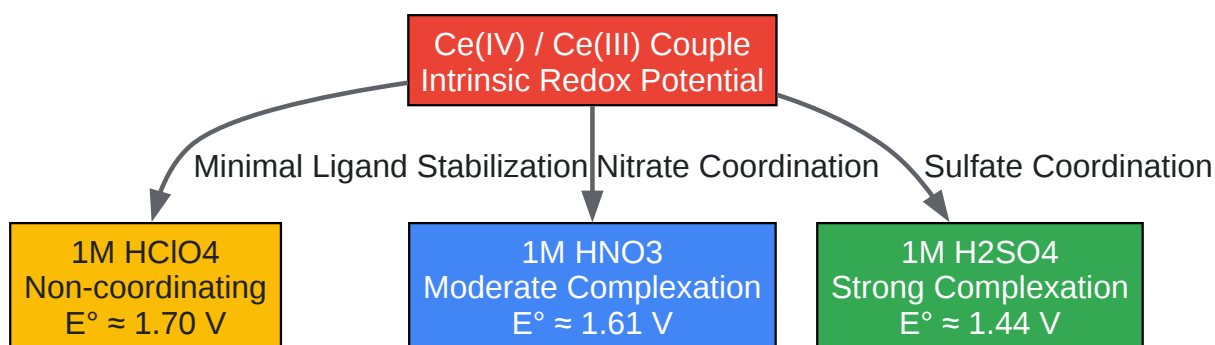 Ce(IV) / Ce(III) Couple
Intrinsic Redox Potential
Minimal Ligand Stabilization
Nitrate Coordination
Sulfate Coordination
1M HClO4
Non-coordinating
E° ≈ 1.70 V
1M HNO3
Moderate Complexation
E° ≈ 1.61 V
1M H2SO4
Strong Complexation
E° ≈ 1.44 V